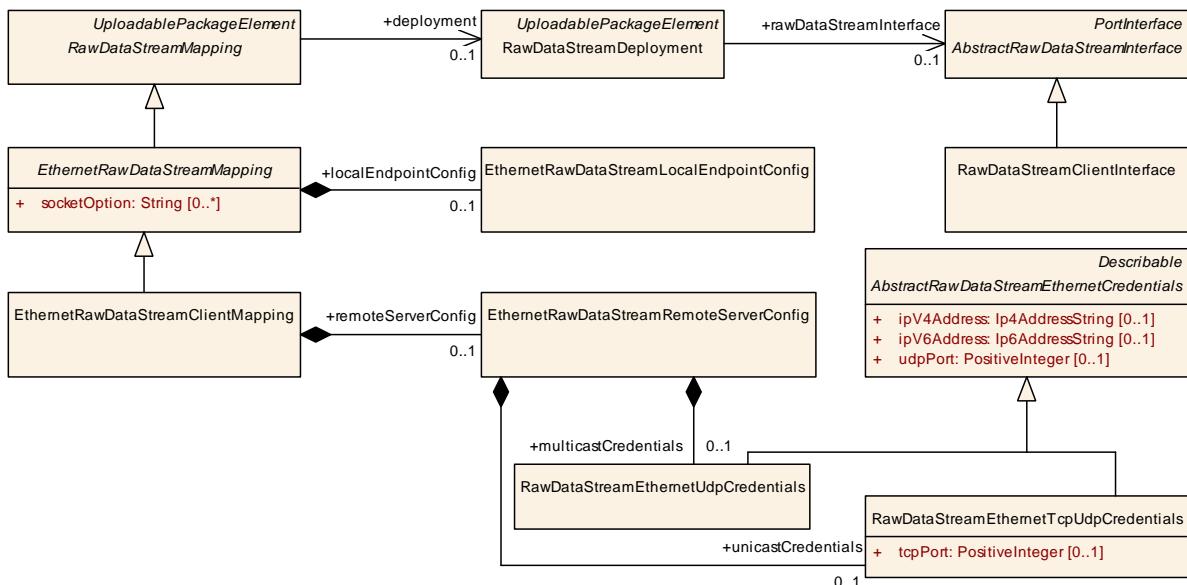 UploadablePackageElement
RawDataStreamMapping
+deployment
0..1
UploadablePackageElement
RawDataStreamDeployment
+rawDataStreamInterface
0..1
PortInterface
AbstractRawDataStreamInterface
EthernetRawDataStreamMapping
+ socketOption: String [0..*]
+localEndpointConfig
0..1
EthernetRawDataStreamLocalEndpointConfig
RawDataStreamClientInterface
EthernetRawDataStreamClientMapping
+remoteServerConfig
0..1
EthernetRawDataStreamRemoteServerConfig
Describable
AbstractRawDataStreamEthernetCredentials
+ ipV4Address: Ip4AddressString [0..1]
+ ipV6Address: Ip6AddressString [0..1]
+ udpPort: PositiveInteger [0..1]
+multicastCredentials
0..1
RawDataStreamEthernetUdpCredentials
RawDataStreamEthernetTcpUdpCredentials
+ tcpPort: PositiveInteger [0..1]
+unicastCredentials
0..1